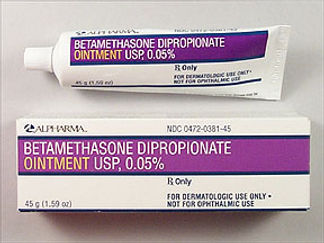 BETAMETHASONE DIPROPIONATE
OINTMENT USP, 0.05%
Rx Only
45 g (1.59 oz)
FOR DERMATOLOGIC USE ONLY •
NOT FOR OPHTHALMIC USE
ALPHARMA
NDC 0472-0381-45
BETAMETHASONE DIPROPIONATE
OINTMENT USP, 0.05%
Rx Only
FOR DERMATOLOGIC USE ONLY •
45 g (1.59 oz) NOT FOR OPHTHALMIC USE